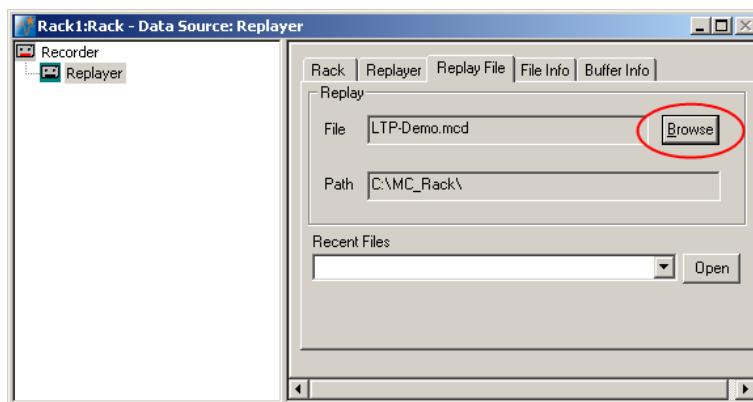 Rack1:Rack - Data Source: Replayer
Recorder
Replayer
Rack Replayer Replay File File Info Buffer Info
Replay
File LTP-Demo.mcd Browse
Path C:\MC_Rack\
Recent Files
Open